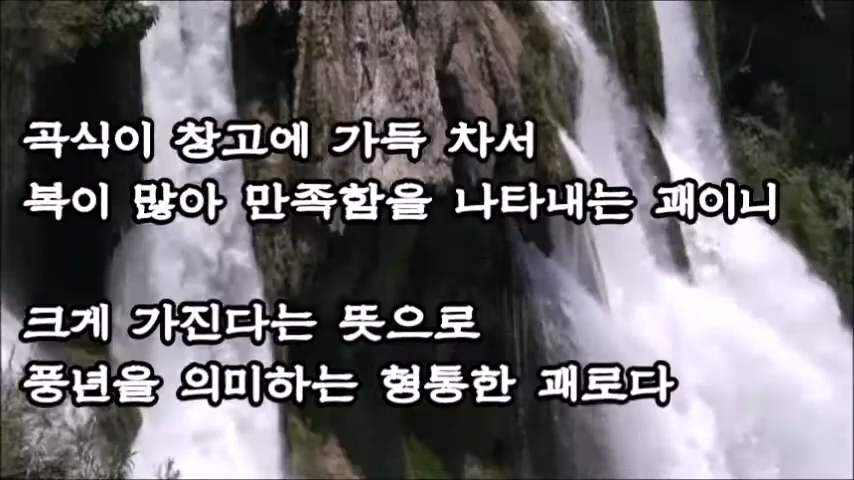 곡식이 창고에 가득 차서
복이 많아 만족함을 나타내는 괘이니
크게 가진다는 뜻으로
풍년을 의미하는 형통한 괘로다